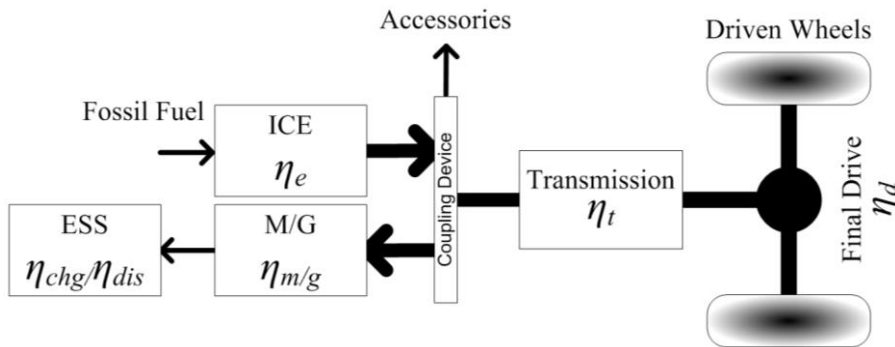 Accessories
Driven Wheels
Fossil Fuel
ICE
ηe
Coupling Device
Transmission
ηt
Final Drive
ηd
ESS
ηchg/ηdis
M/G
ηm/g